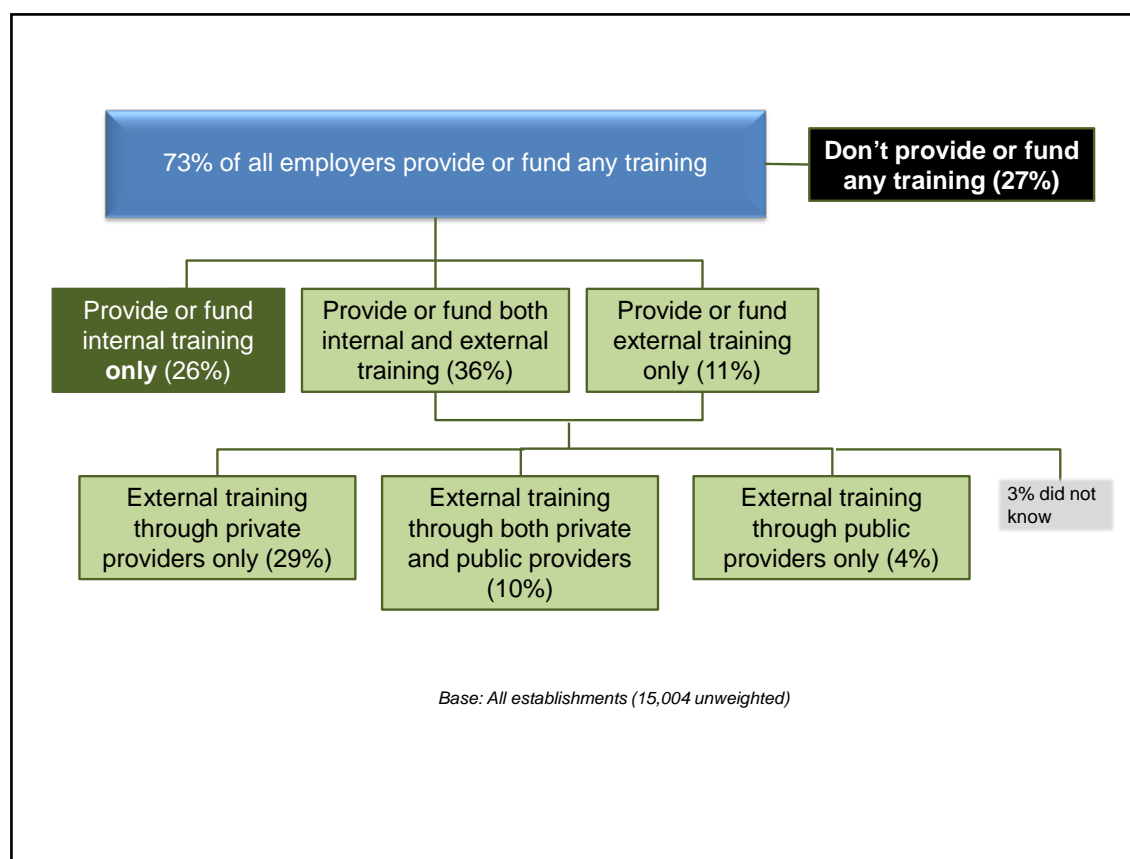 73% of all employers provide or fund any training
Don’t provide or fund
any training (27%)
Provide or fund
internal training
only (26%)
Provide or fund both
internal and external
training (36%)
Provide or fund
external training
only (11%)
External training
through private
providers only (29%)
External training
through both private
and public providers
(10%)
External training
through public
providers only (4%)
3% did not
know
Base: All establishments (15,004 unweighted)